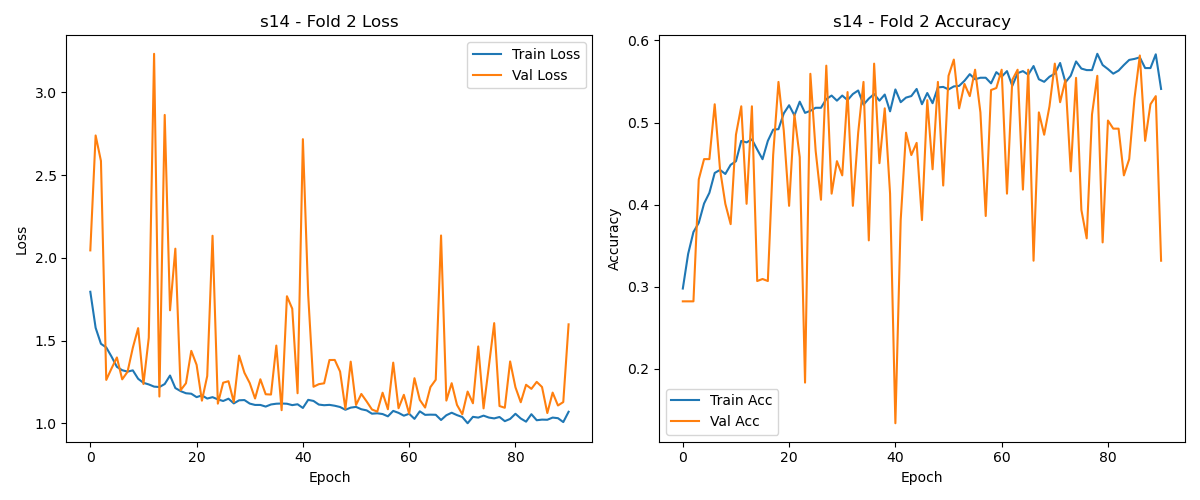 s14 - Fold 2 Loss
Train Loss
Val Loss
3.0
2.5
2.0
1.5
1.0
Loss
0 20 40 60 80
Epoch
s14 - Fold 2 Accuracy
0.6
0.5
0.4
0.3
0.2
Accuracy
Train Acc
Val Acc
0 20 40 60 80
Epoch